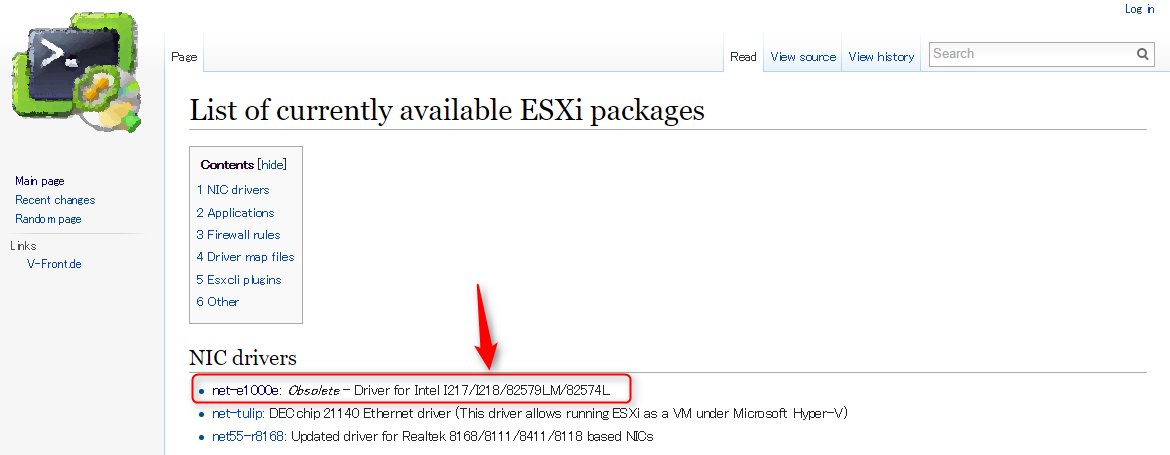 Log in
Page
Read
View source
View history
Search
List of currently available ESXi packages
Contents [hide]
1 NIC drivers
2 Applications
3 Firewall rules
4 Driver map files
5 Esxcli plugins
6 Other
Main page
Recent changes
Random page
Links
V-Front.de
NIC drivers
net-e1000e: Obsolete - Driver for Intel I217/I218/82579LM/82574L
net-tulip: DECchip 21140 Ethernet driver (This driver allows running ESXi as a VM under Microsoft Hyper-V)
net55-r8168: Updated driver for Realtek 8168/8111/8411/8118 based NICs